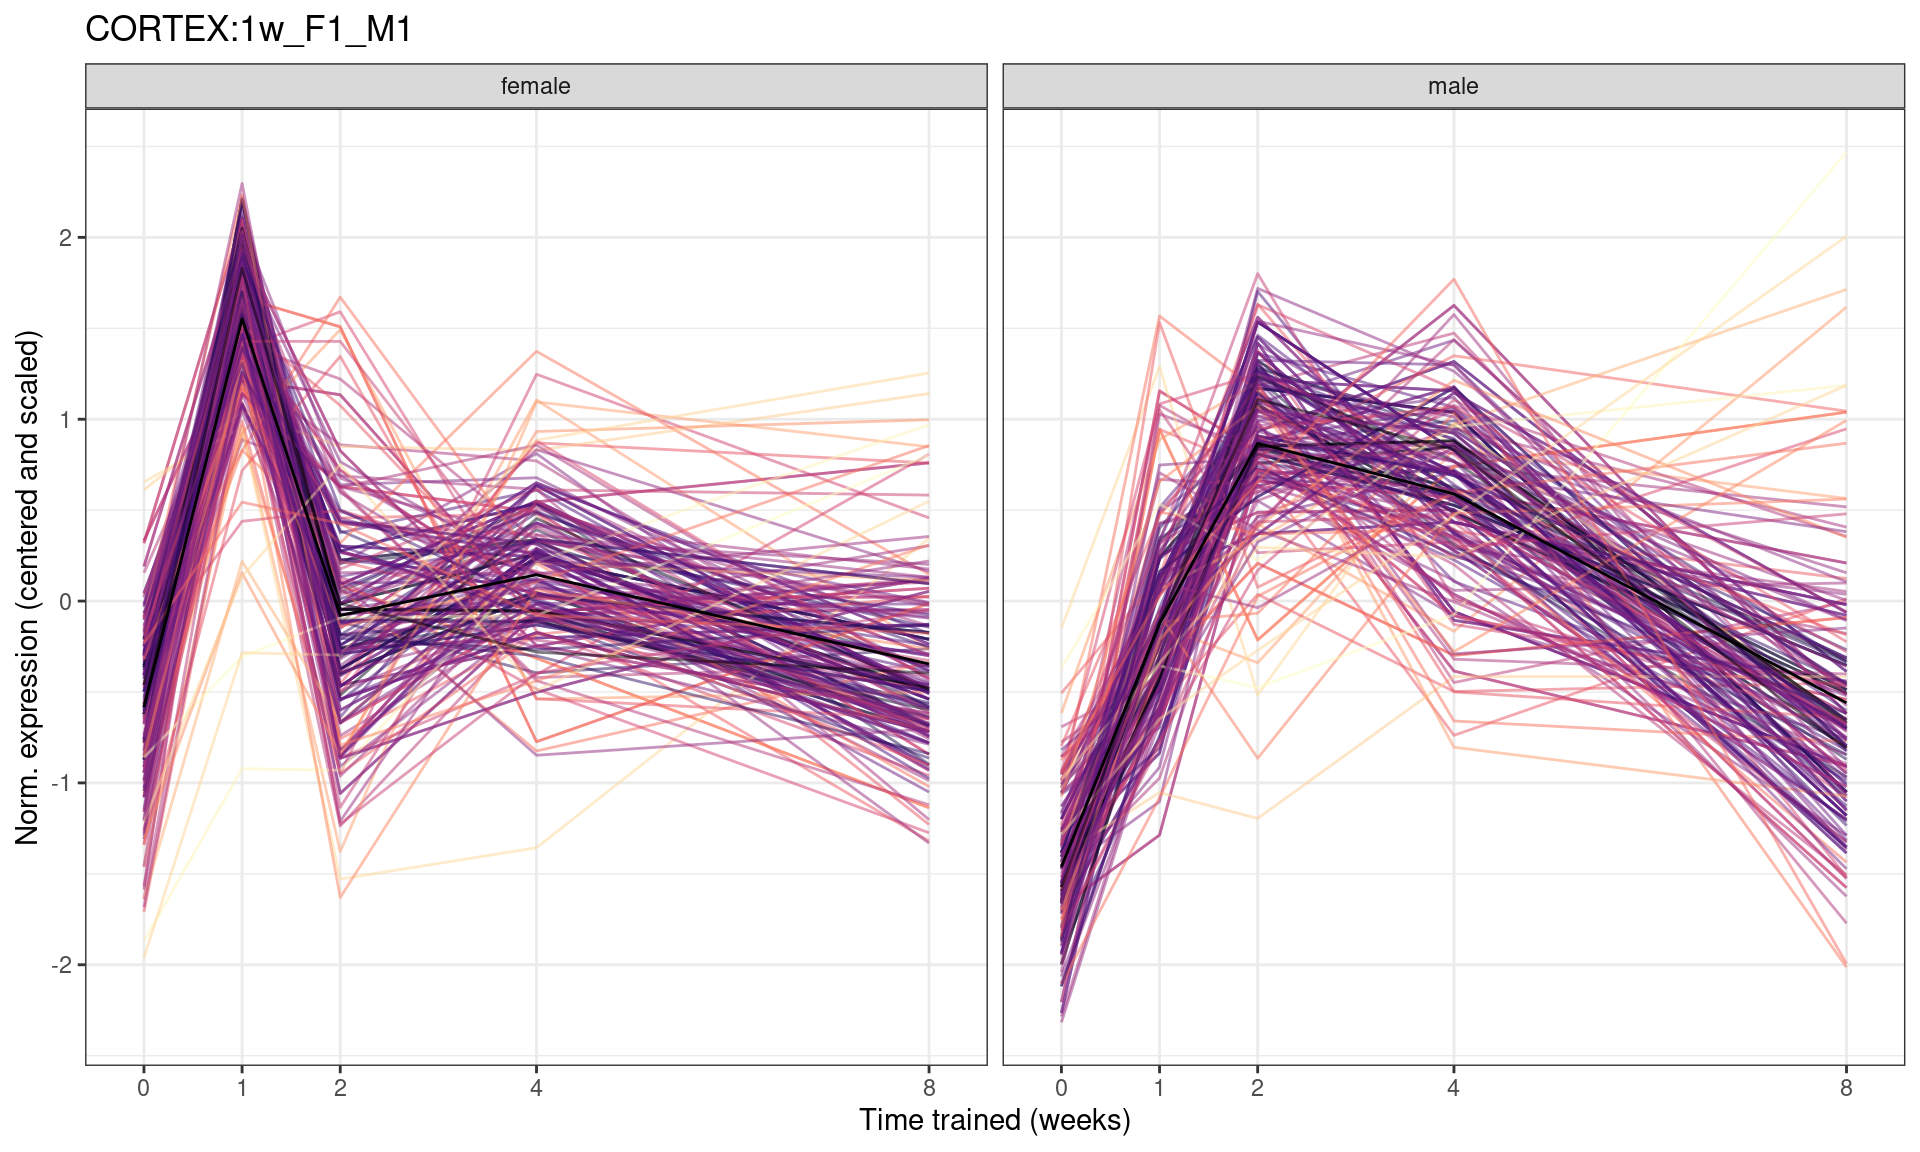 CORTEX:1w_F1_M1
female
male
Norm. expression (centered and scaled)
2
1
0
-1
-2
0 1 2 4 8
0 1 2 4 8
Time trained (weeks)